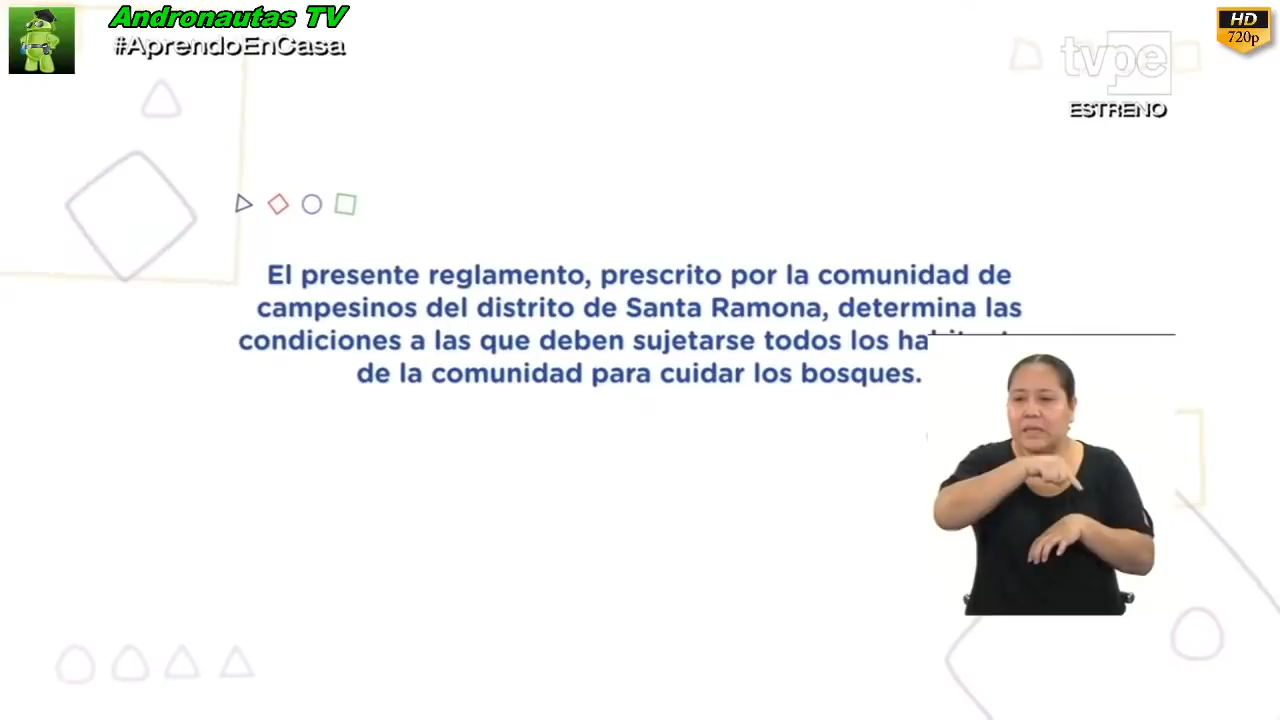 Andronautas TV
#AprendoEnCasa
HD
720p
tvpe
ESTRENO
El presente reglamento, prescrito por la comunidad de
campesinos del distrito de Santa Ramona, determina las
condiciones a las que deben sujetarse todos los
de la comunidad para cuidar los bosques.